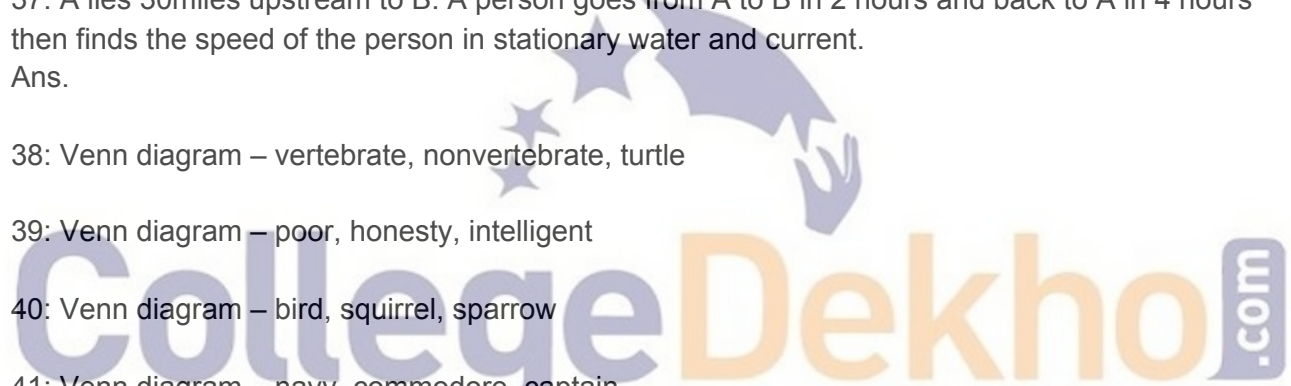 37: A lies 30miles upstream to B. A person goes from A to B in 2 hours and back to A in 4 hours
then finds the speed of the person in stationary water and current.
Ans.
38: Venn diagram – vertebrate, nonvertebrate, turtle
39: Venn diagram – poor, honesty, intelligent
40: Venn diagram – bird, squirrel, sparrow
41: Venn diagram – navy, commodore, captain
CollegeDekho.com